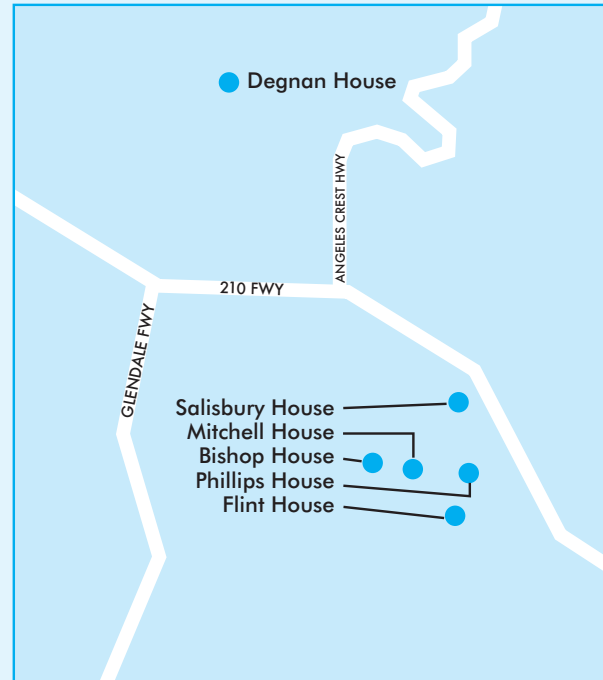 Degnan House
ANGELES CREST HWY
210 FWY
GLENDALE FWY
Salisbury House
Mitchell House
Bishop House
Phillips House
Flint House